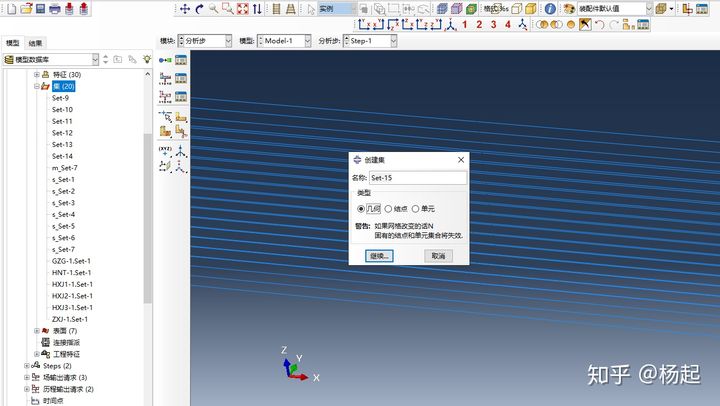 实例
装配件默认值
模型 结果
模块: 分析步 模型: Model-1 分析步: Step-1
模型数据库
特征 (30)
集 (20)
Set-9
Set-10
Set-11
Set-12
Set-13
Set-14
m_Set-7
s_Set-1
s_Set-2
s_Set-3
s_Set-4
s_Set-5
s_Set-6
s_Set-7
GZG-1.Set-1
HNT-1.Set-1
HXJ1-1.Set-1
HXJ2-1.Set-1
HXJ3-1.Set-1
ZXJ-1.Set-1
表面 (7)
连接指派
工程特征
Steps (2)
场输出请求 (3)
历程输出请求 (2)
时间点
1 2 3 4
(XYZ)
创建集
名称: Set-15
类型
几何 结点 单元
警告: 如果网格改变的话N
固有的结点和单元集合将失效.
继续... 取消
Z
Y
X
知乎 @杨起